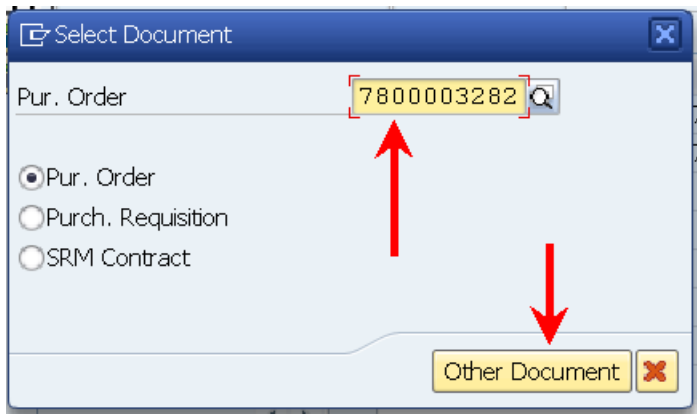 Select Document
Pur. Order 7800003282
Pur. Order
Purch. Requisition
SRM Contract
Other Document